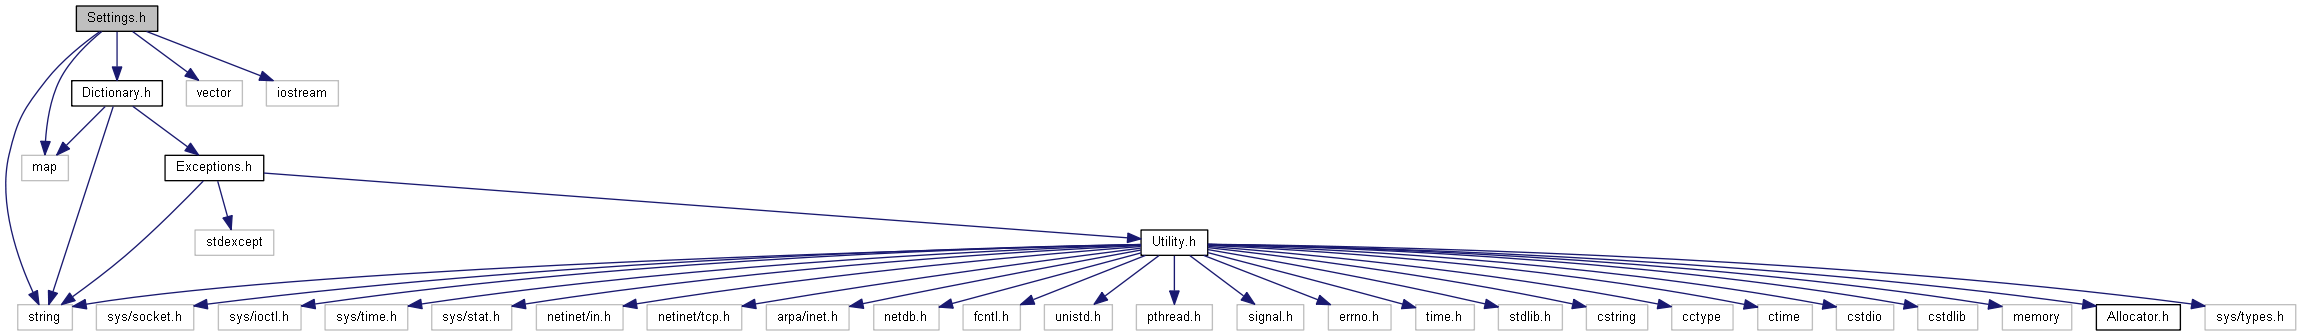 Settings.h
Dictionary.h
vector
iostream
map
Exceptions.h
stdexcept
Utility.h
string
sys/socket.h
sys/ioctl.h
sys/time.h
sys/stat.h
netinet/in.h
netinet/tcp.h
arpa/inet.h
netdb.h
fcntl.h
unistd.h
pthread.h
signal.h
errno.h
time.h
stdlib.h
cstring
cctype
ctime
cstdio
cstdlib
memory
Allocator.h
sys/types.h